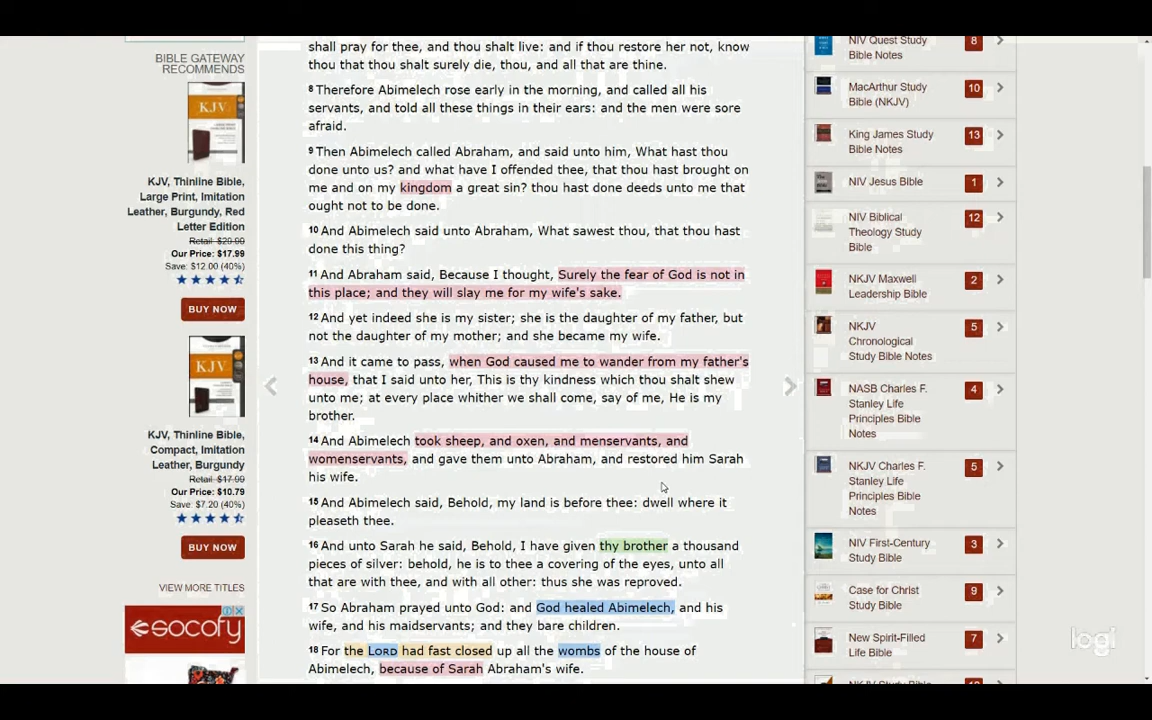 BIBLE GATEWAY
RECOMMENDS
KJV
KJV, Thinline Bible,
Large Print, Imitation
Leather, Burgundy, Red
Letter Edition
Retail: $29.99
Our Price: $17.99
Save: $12.00 (40%)
BUY NOW
KJV
KJV, Thinline Bible,
Compact, Imitation
Leather, Burgundy
Retail: $17.99
Our Price: $10.79
Save: $7.20 (40%)
BUY NOW
VIEW MORE TITLES
socofy
shall pray for thee, and thou shalt live: and if thou restore her not, know
thou that thou shalt surely die, thou, and all that are thine.
8 Therefore Abimelech rose early in the morning, and called all his
servants, and told all these things in their ears: and the men were sore
afraid.
9 Then Abimelech called Abraham, and said unto him, What hast thou
done unto us? and what have I offended thee, that thou hast brought on
me and on my kingdom a great sin? thou hast done deeds unto me that
ought not to be done.
10 And Abimelech said unto Abraham, What sawest thou, that thou hast
done this thing?
11 And Abraham said, Because I thought, Surely the fear of God is not in
this place; and they will slay me for my wife's sake.
12 And yet indeed she is my sister; she is the daughter of my father, but
not the daughter of my mother; and she became my wife.
13 And it came to pass, when God caused me to wander from my father's
house, that I said unto her, This is thy kindness which thou shalt shew
unto me; at every place whither we shall come, say of me, He is my
brother.
14 And Abimelech took sheep, and oxen, and menservants, and
womenservants, and gave them unto Abraham, and restored him Sarah
his wife.
15 And Abimelech said, Behold, my land is before thee: dwell where it
pleaseth thee.
16 And unto Sarah he said, Behold, I have given thy brother a thousand
pieces of silver: behold, he is to thee a covering of the eyes, unto all
that are with thee, and with all other: thus she was reproved.
17 So Abraham prayed unto God: and God healed Abimelech, and his
wife, and his maidservants; and they bare children.
18 For the LORD had fast closed up all the wombs of the house of
Abimelech, because of Sarah Abraham's wife.
NIV Quest Study
Bible Notes
8
MacArthur Study
Bible (NKJV)
10
King James Study
Bible Notes
13
NIV Jesus Bible
1
NIV Biblical
Theology Study
Bible
12
NKJV Maxwell
Leadership Bible
2
NKJV
Chronological
Study Bible Notes
5
NASB Charles F.
Stanley Life
Principles Bible
Notes
4
NKJV Charles F.
Stanley Life
Principles Bible
Notes
5
NIV First-Century
Study Bible
3
Case for Christ
Study Bible
9
New Spirit-Filled
Life Bible
7
logi